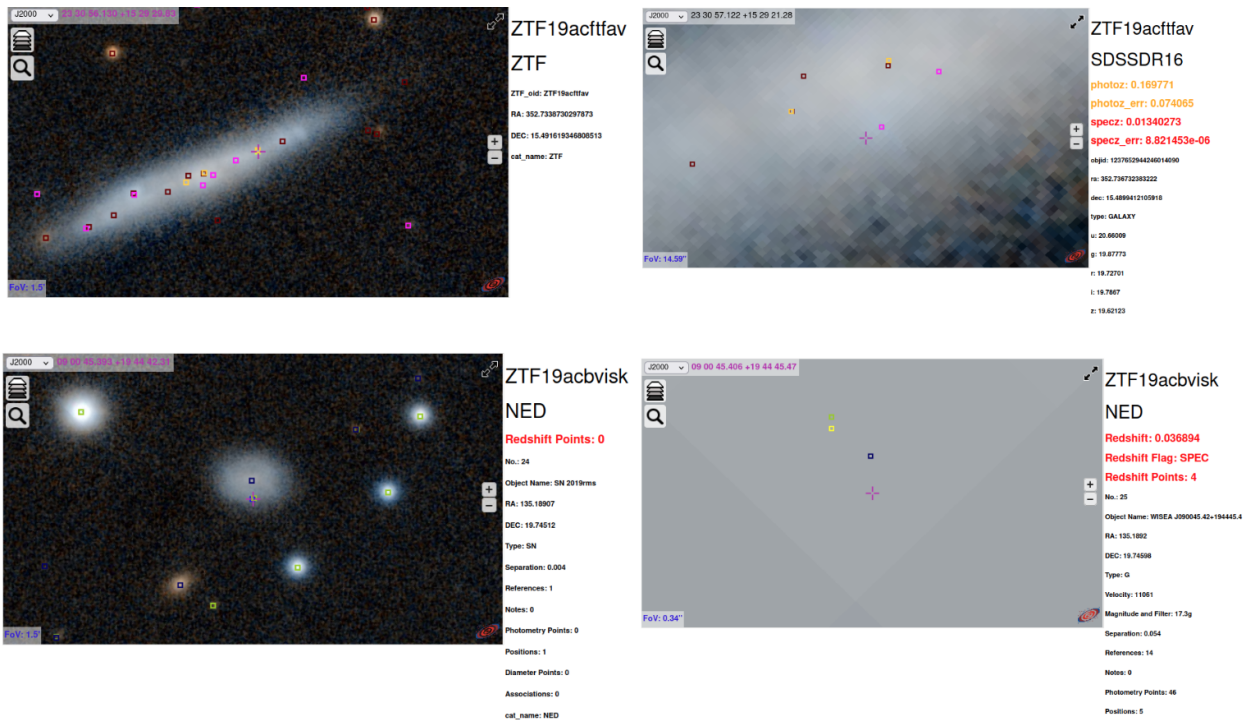 J2000 23 30 56.130 +15 29 29.83
ZTF19acftfav
ZTF
ZTF_oid: ZTF19acftfav
RA: 352.7338730297873
DEC: 15.491619346808513
cat_name: ZTF
+
−
FoV: 1.5'
J2000 23 30 57.122 +15 29 21.28
ZTF19acftfav
SDSSDR16
photoz: 0.169771
photoz_err: 0.074065
specz: 0.01340273
specz_err: 8.821453e-06
objid: 1237652944246014090
ra: 352.736732383222
dec: 15.4899412105918
type: GALAXY
u: 20.66009
g: 19.87773
r: 19.72701
i: 19.7867
z: 19.62123
+
−
FoV: 14.59"
J2000 09 00 45.393 +19 44 42.31
ZTF19acbvisk
NED
Redshift Points: 0
No.: 24
Object Name: SN 2019rms
RA: 135.18907
DEC: 19.74512
Type: SN
Separation: 0.004
References: 1
Notes: 0
Photometry Points: 0
Positions: 1
Diameter Points: 0
Associations: 0
cat_name: NED
+
−
FoV: 1.5'
J2000 09 00 45.406 +19 44 45.47
ZTF19acbvisk
NED
Redshift: 0.036894
Redshift Flag: SPEC
Redshift Points: 4
No.: 25
Object Name: WISEA J090045.42+194445.4
RA: 135.1892
DEC: 19.74598
Type: G
Velocity: 11061
Magnitude and Filter: 17.3g
Separation: 0.054
References: 14
Notes: 0
Photometry Points: 46
Positions: 5
+
−
FoV: 0.34"